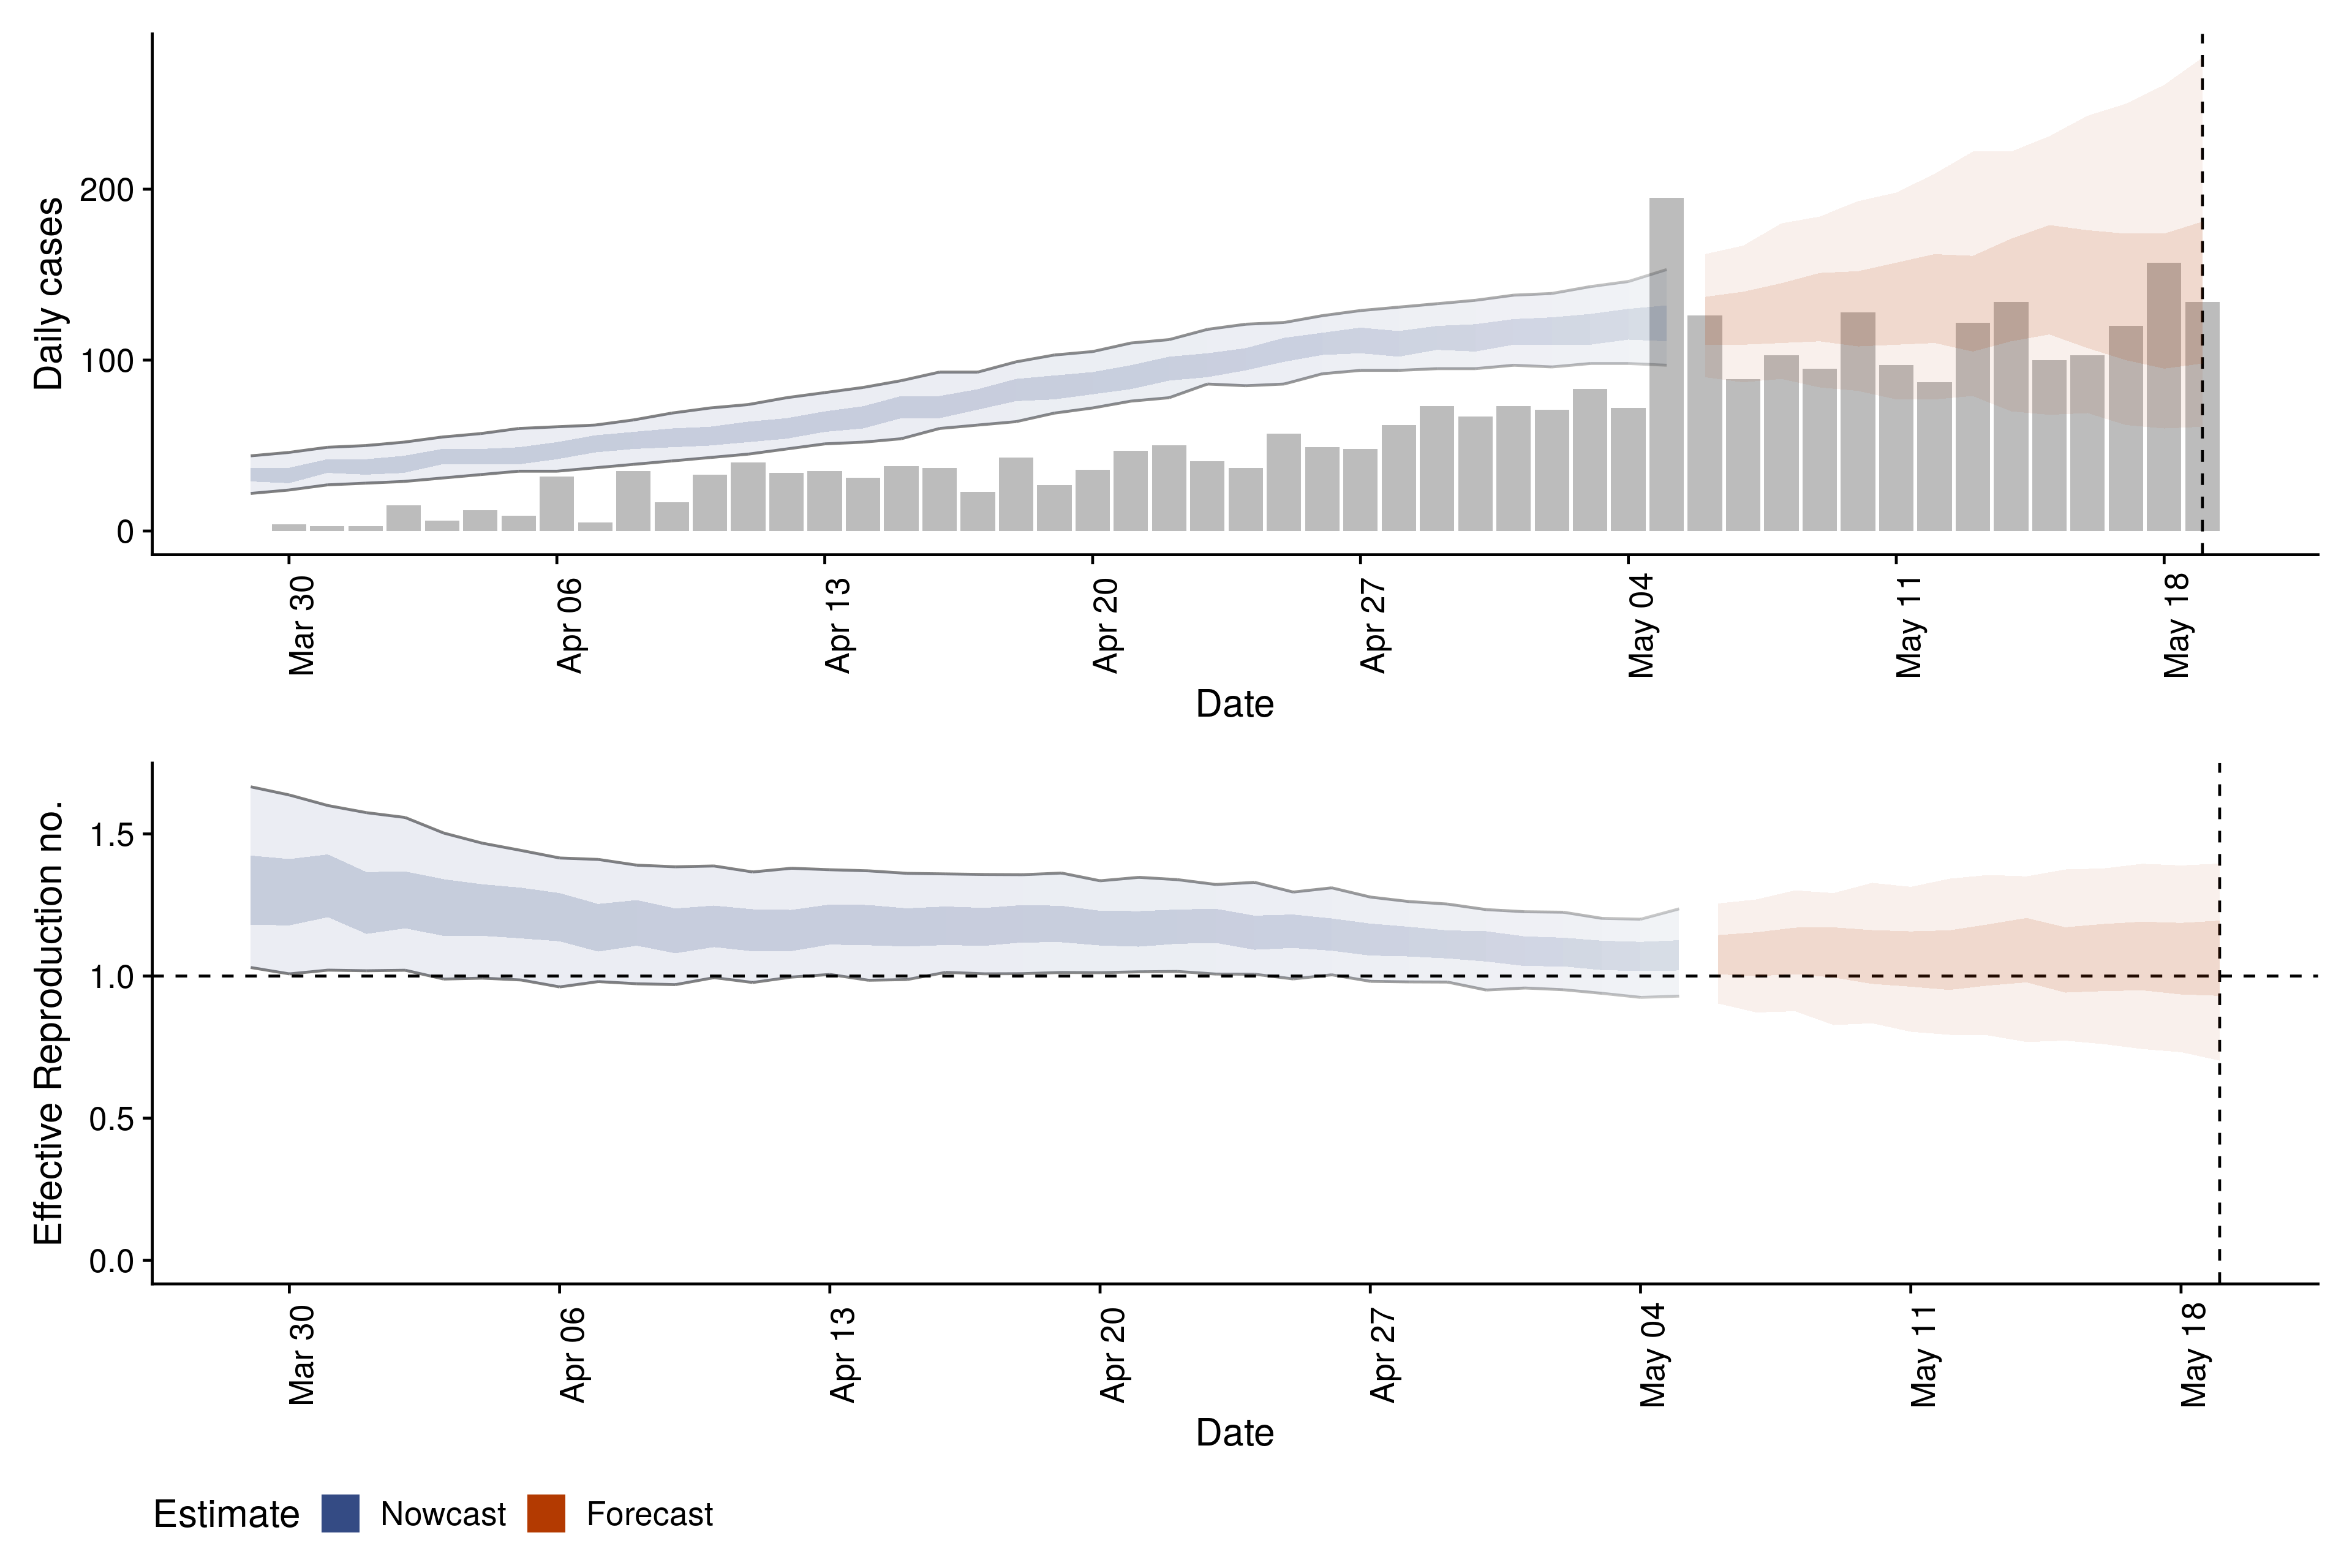 Daily cases
200
100
0
Mar 30
Apr 06
Apr 13
Apr 20
Apr 27
May 04
May 11
May 18
Date
Effective Reproduction no.
1.5
1.0
0.5
0.0
Mar 30
Apr 06
Apr 13
Apr 20
Apr 27
May 04
May 11
May 18
Date
Estimate Nowcast Forecast